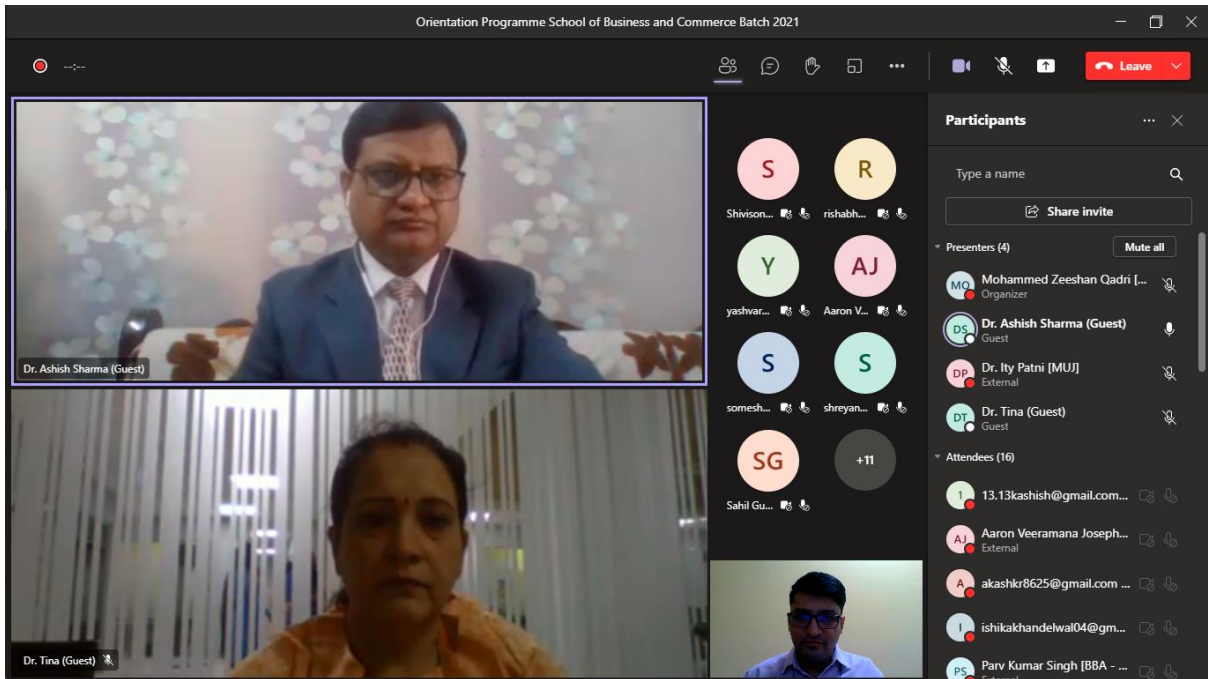 Orientation Programme School of Business and Commerce Batch 2021
--:--
Leave
Dr. Ashish Sharma (Guest)
Dr. Tina (Guest)
S
R
Shivison...
rishabh...
Y
AJ
yashvar...
Aaron V...
S
S
somesh...
shreyan...
SG
+11
Sahil Gu...
Participants
Type a name
Share invite
Presenters (4)
Mute all
MQ
Mohammed Zeeshan Qadri [...
Organizer
DS
Dr. Ashish Sharma (Guest)
Guest
DP
Dr. Ity Patni [MUJ]
External
DT
Dr. Tina (Guest)
Guest
Attendees (16)
1
13.13kashish@gmail.com...
AJ
Aaron Veeramana Joseph...
External
A
akashkr8625@gmail.com ...
I
ishikakhandelwal04@gm...
PS
Parv Kumar Singh [BBA - ...
External